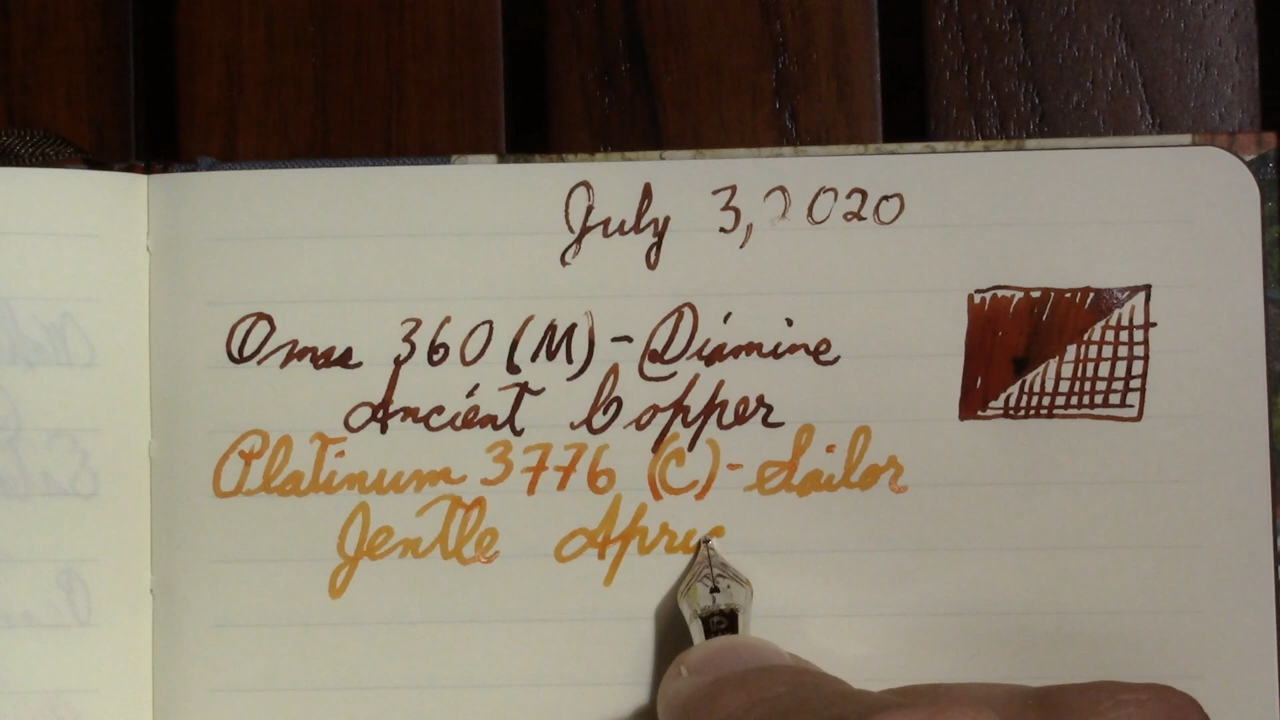 July 3, 2020
Omas 360 (M) - Diamine
Ancient Copper
Platinum 3776 (C) - Sailor
Jentle Apric